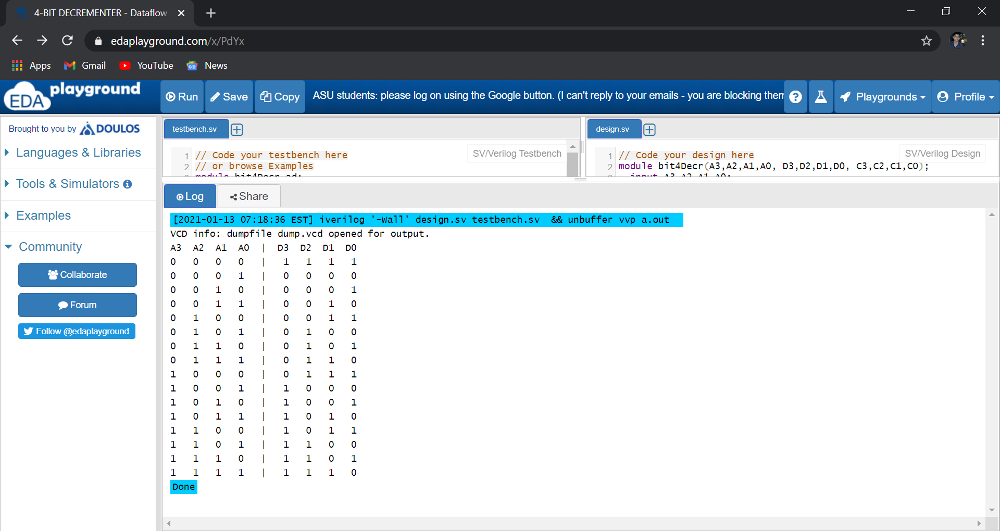 4-BIT DECREMENTER - Dataflow
edaplayground.com/x/PdYx
Apps Gmail YouTube News
EDA playground
Run Save Copy ASU students: please log on using the Google button. (I can't reply to your emails - you are blocking them ? Playgrounds Profile
Brought to you by DOULOS
Languages & Libraries
Tools & Simulators
Examples
Community
Collaborate
Forum
Follow @edaplayground
testbench.sv
SV/Verilog Testbench
1 // Code your testbench here
2 // or browse Examples
module bit4Decr_ad;
design.sv
SV/Verilog Design
1 // Code your design here
2 module bit4Decr(A3,A2,A1,A0, D3,D2,D1,D0, C3,C2,C1,C0);
input A3,A2,A1,A0;
Log Share
[2021-01-13 07:18:36 EST] iverilog '-Wall' design.sv testbench.sv && unbuffer vvp a.out
VCD info: dumpfile dump.vcd opened for output.
A3 A2 A1 A0 | D3 D2 D1 D0
0 0 0 0 | 1 1 1 1
0 0 0 1 | 0 0 0 0
0 0 1 0 | 0 0 0 1
0 0 1 1 | 0 0 1 0
0 1 0 0 | 0 0 1 1
0 1 0 1 | 0 1 0 0
0 1 1 0 | 0 1 0 1
0 1 1 1 | 0 1 1 0
1 0 0 0 | 0 1 1 1
1 0 0 1 | 1 0 0 0
1 0 1 0 | 1 0 0 1
1 0 1 1 | 1 0 1 0
1 1 0 0 | 1 0 1 1
1 1 0 1 | 1 1 0 0
1 1 1 0 | 1 1 0 1
1 1 1 1 | 1 1 1 0
Done